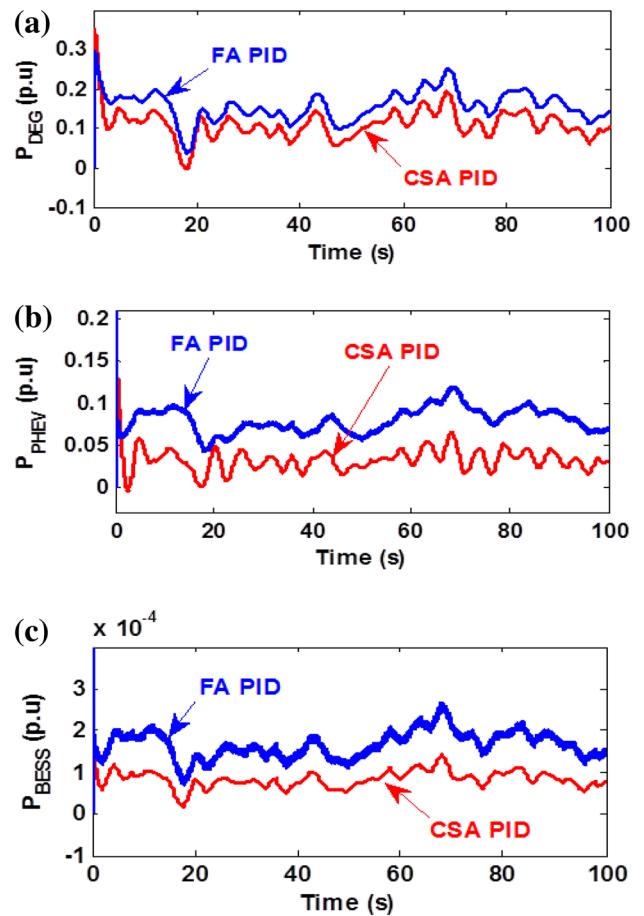 (a)
0.3
0.2
0.1
0
-0.1
P_DEG (p.u)
FA PID
CSA PID
0 20 40 60 80 100
Time (s)
(b)
0.2
0.15
0.1
0.05
0
P_PHEV (p.u)
FA PID
CSA PID
0 20 40 60 80 100
Time (s)
(c)
x 10^-4
4
3
2
1
0
-1
P_BESS (p.u)
FA PID
CSA PID
0 20 40 60 80 100
Time (s)